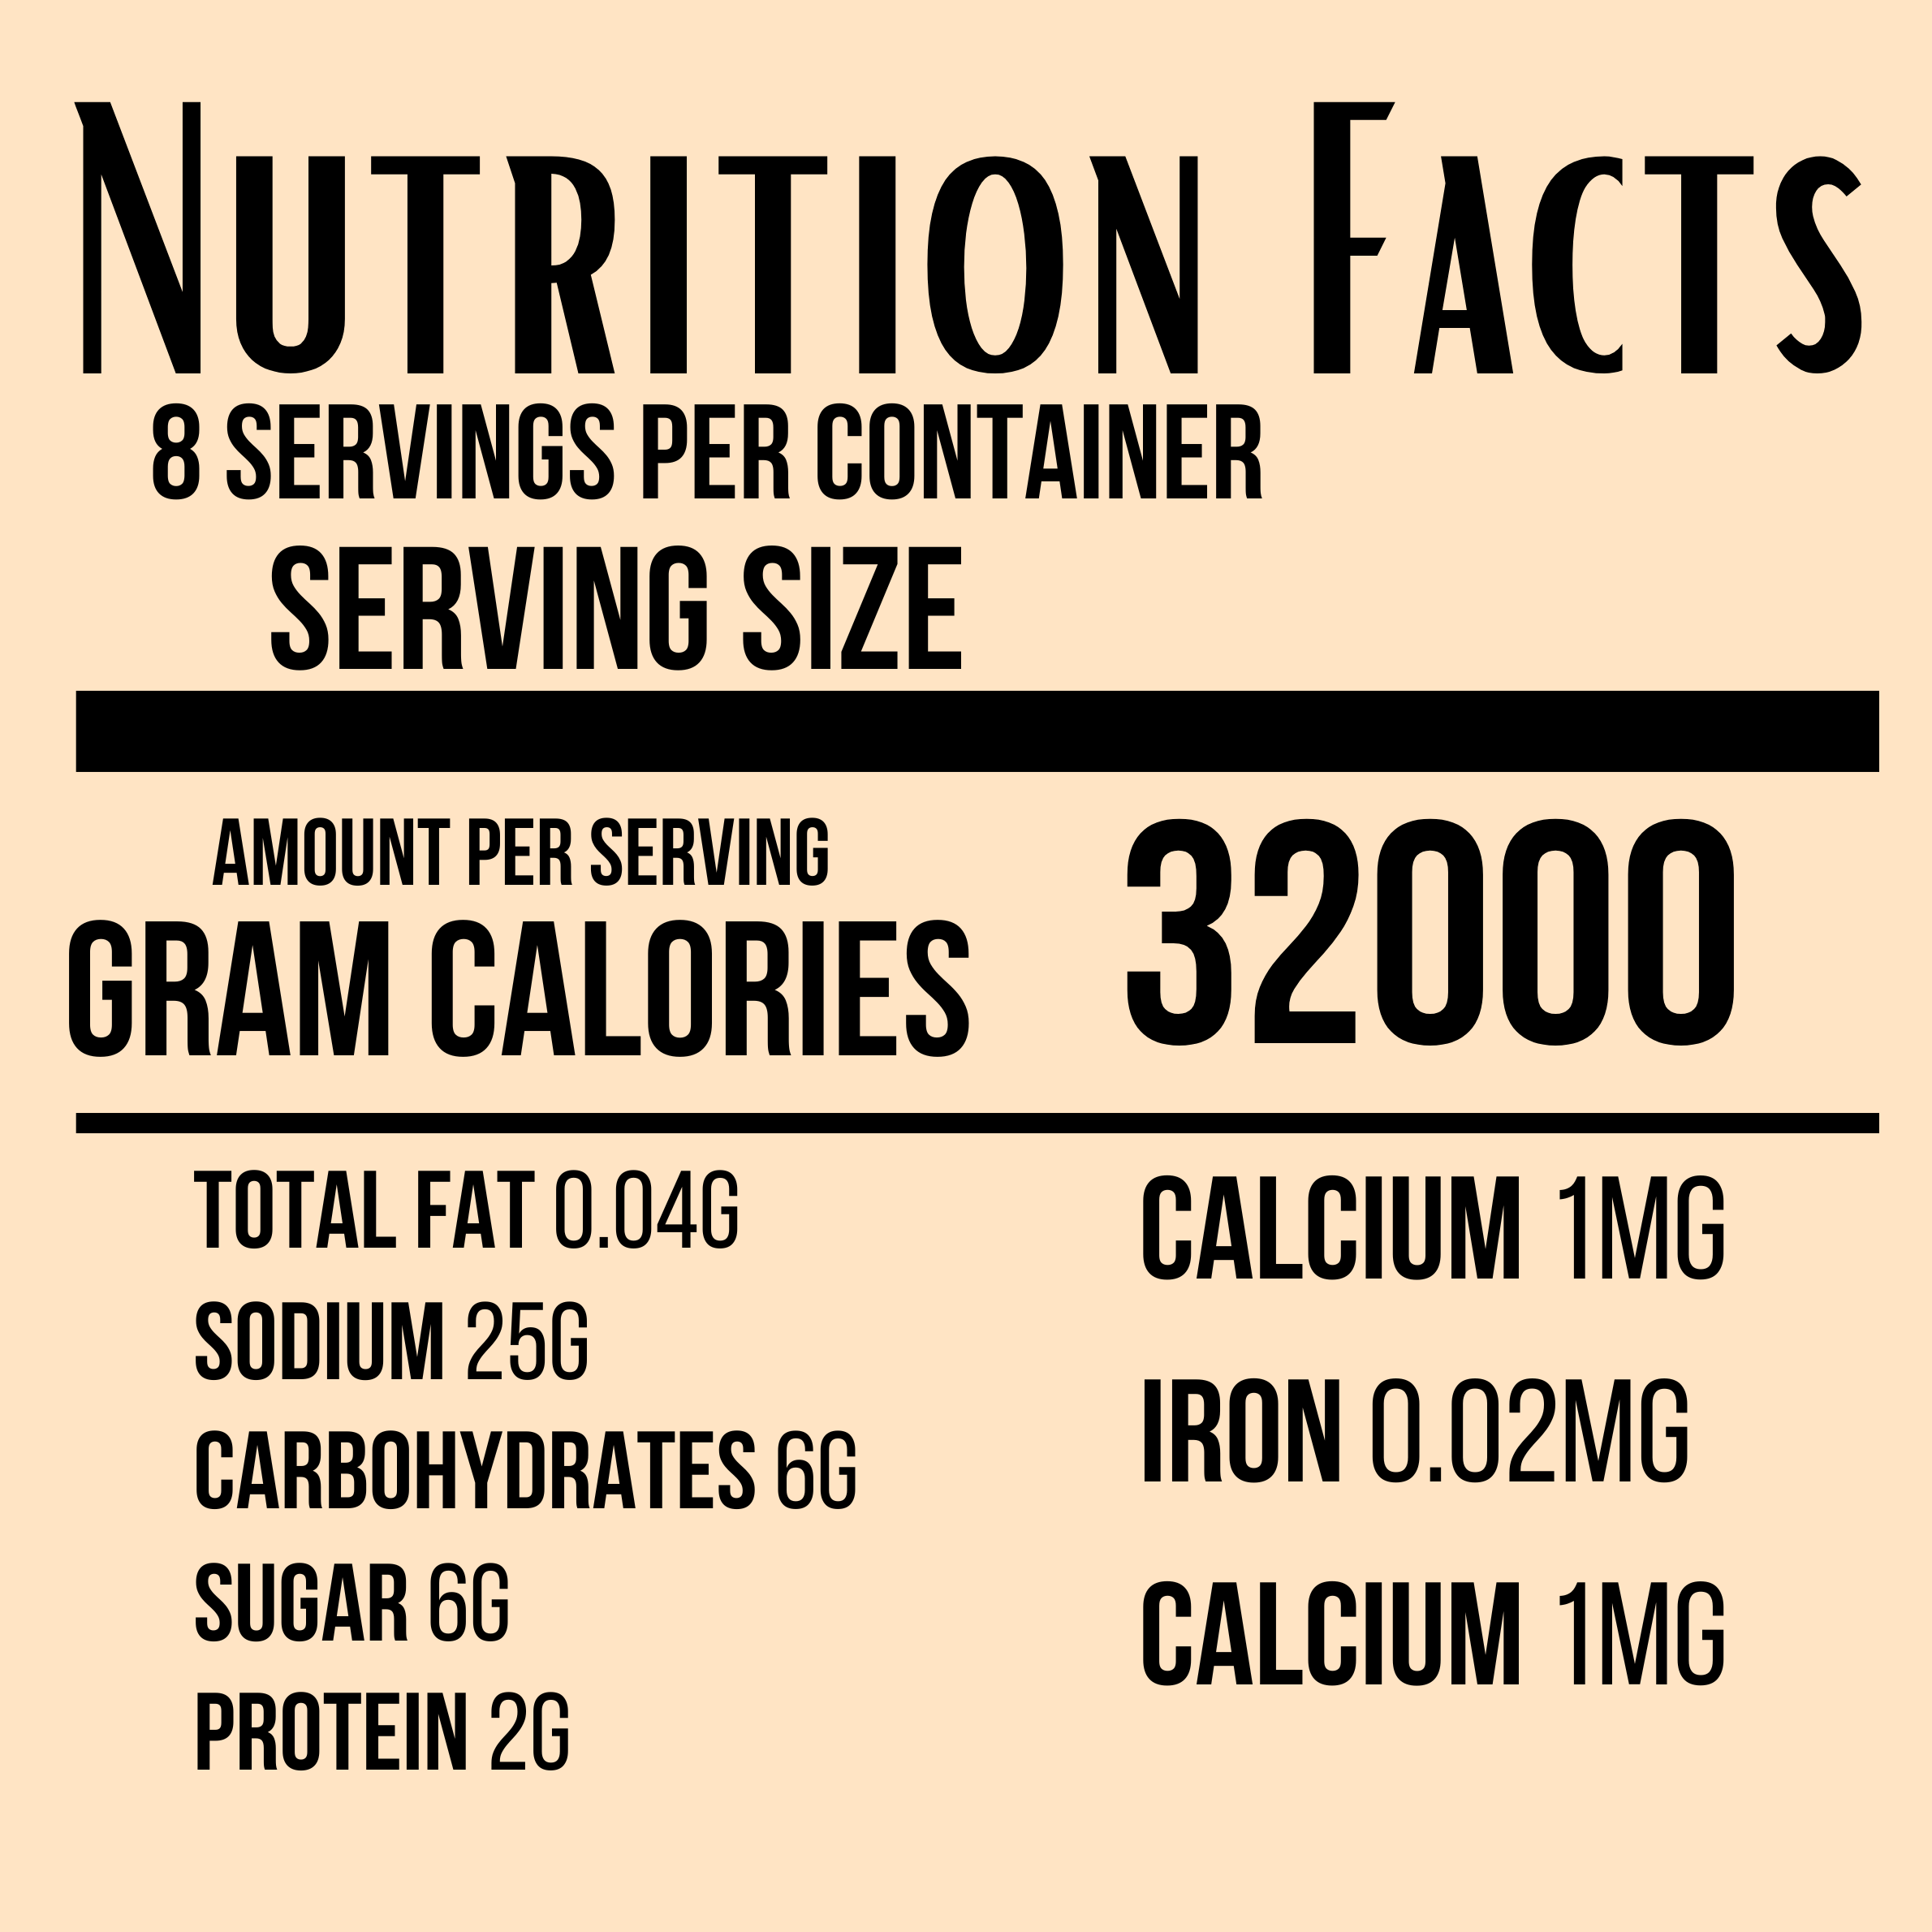 Nutrition Facts
8 SERVINGS PER CONTAINER
SERVING SIZE
AMOUNT PER SERVING
GRAM CALORIES
32000
TOTAL FAT 0.04G
SODIUM 25G
CARBOHYDRATES 6G
SUGAR 6G
PROTEIN 2G
CALCIUM 1MG
IRON 0.02MG
CALCIUM 1MG